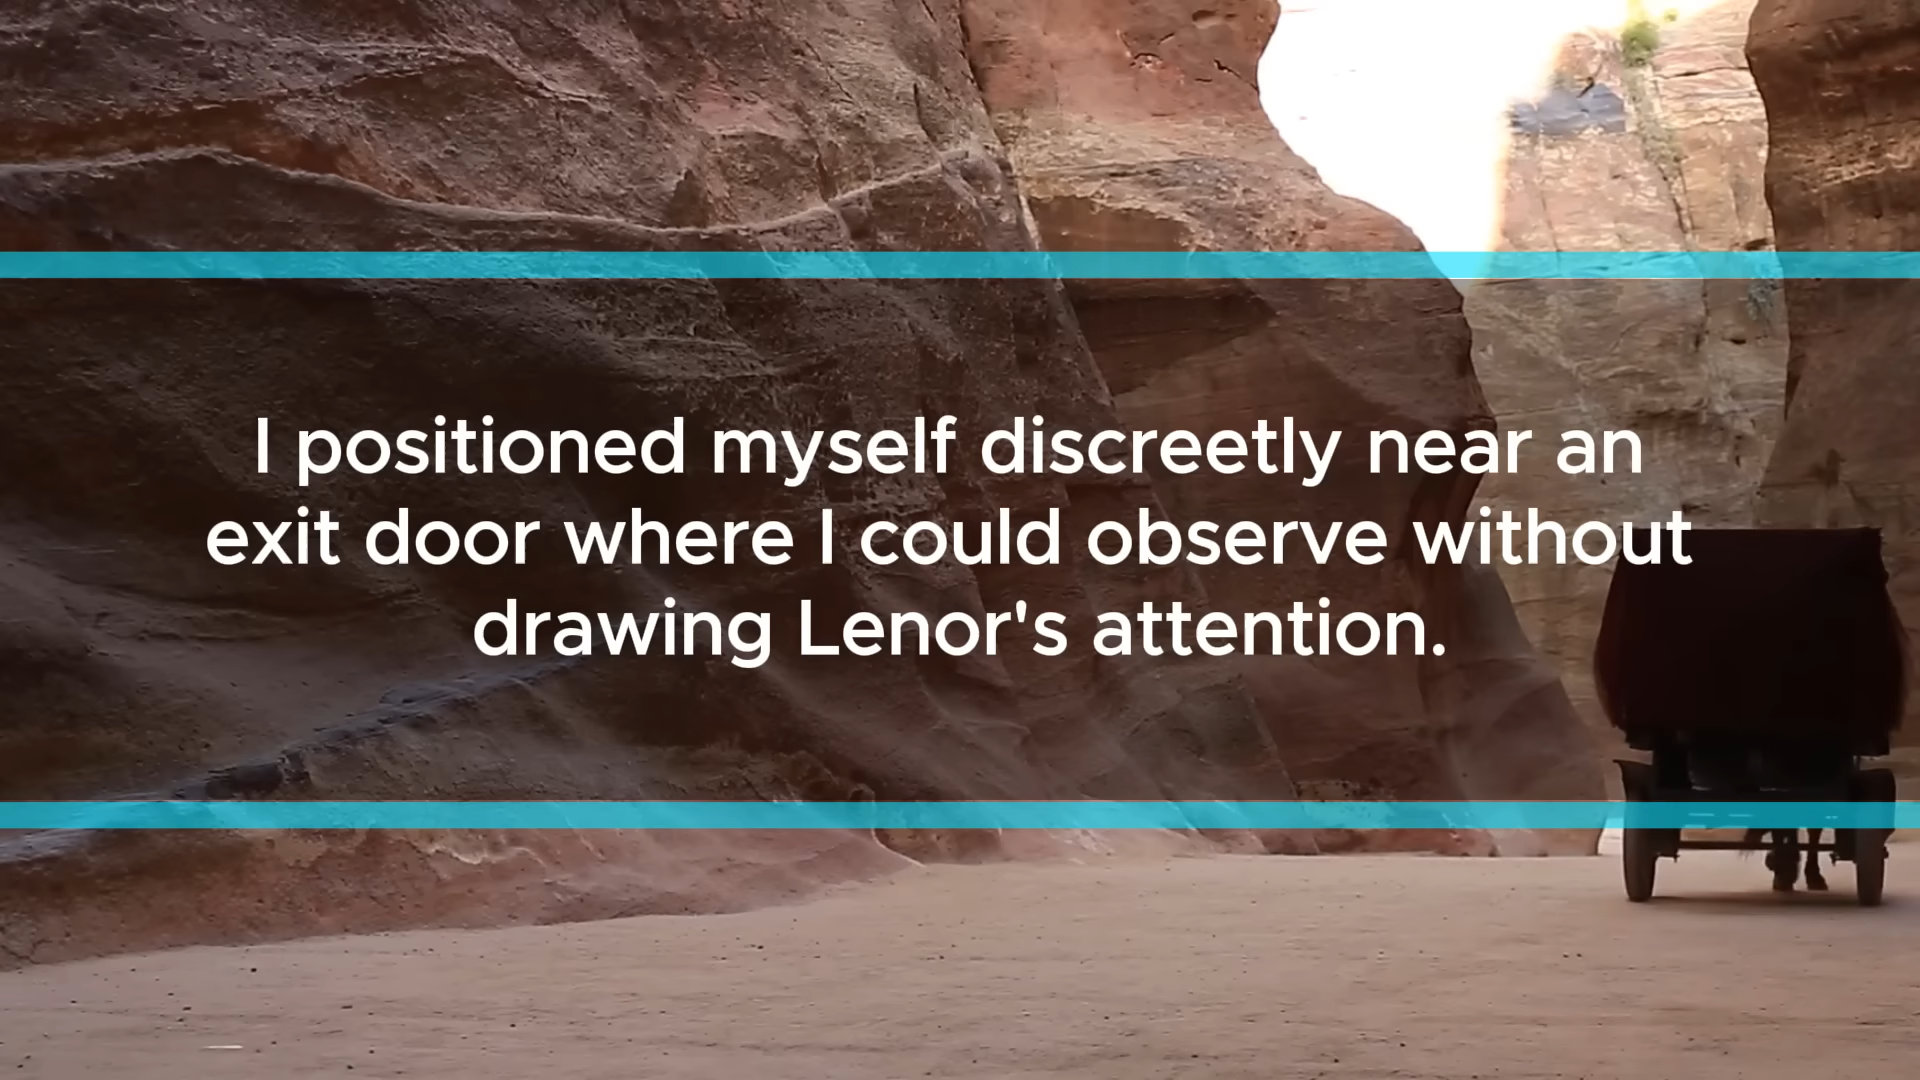 I positioned myself discreetly near an
exit door where I could observe without
drawing Lenor's attention.